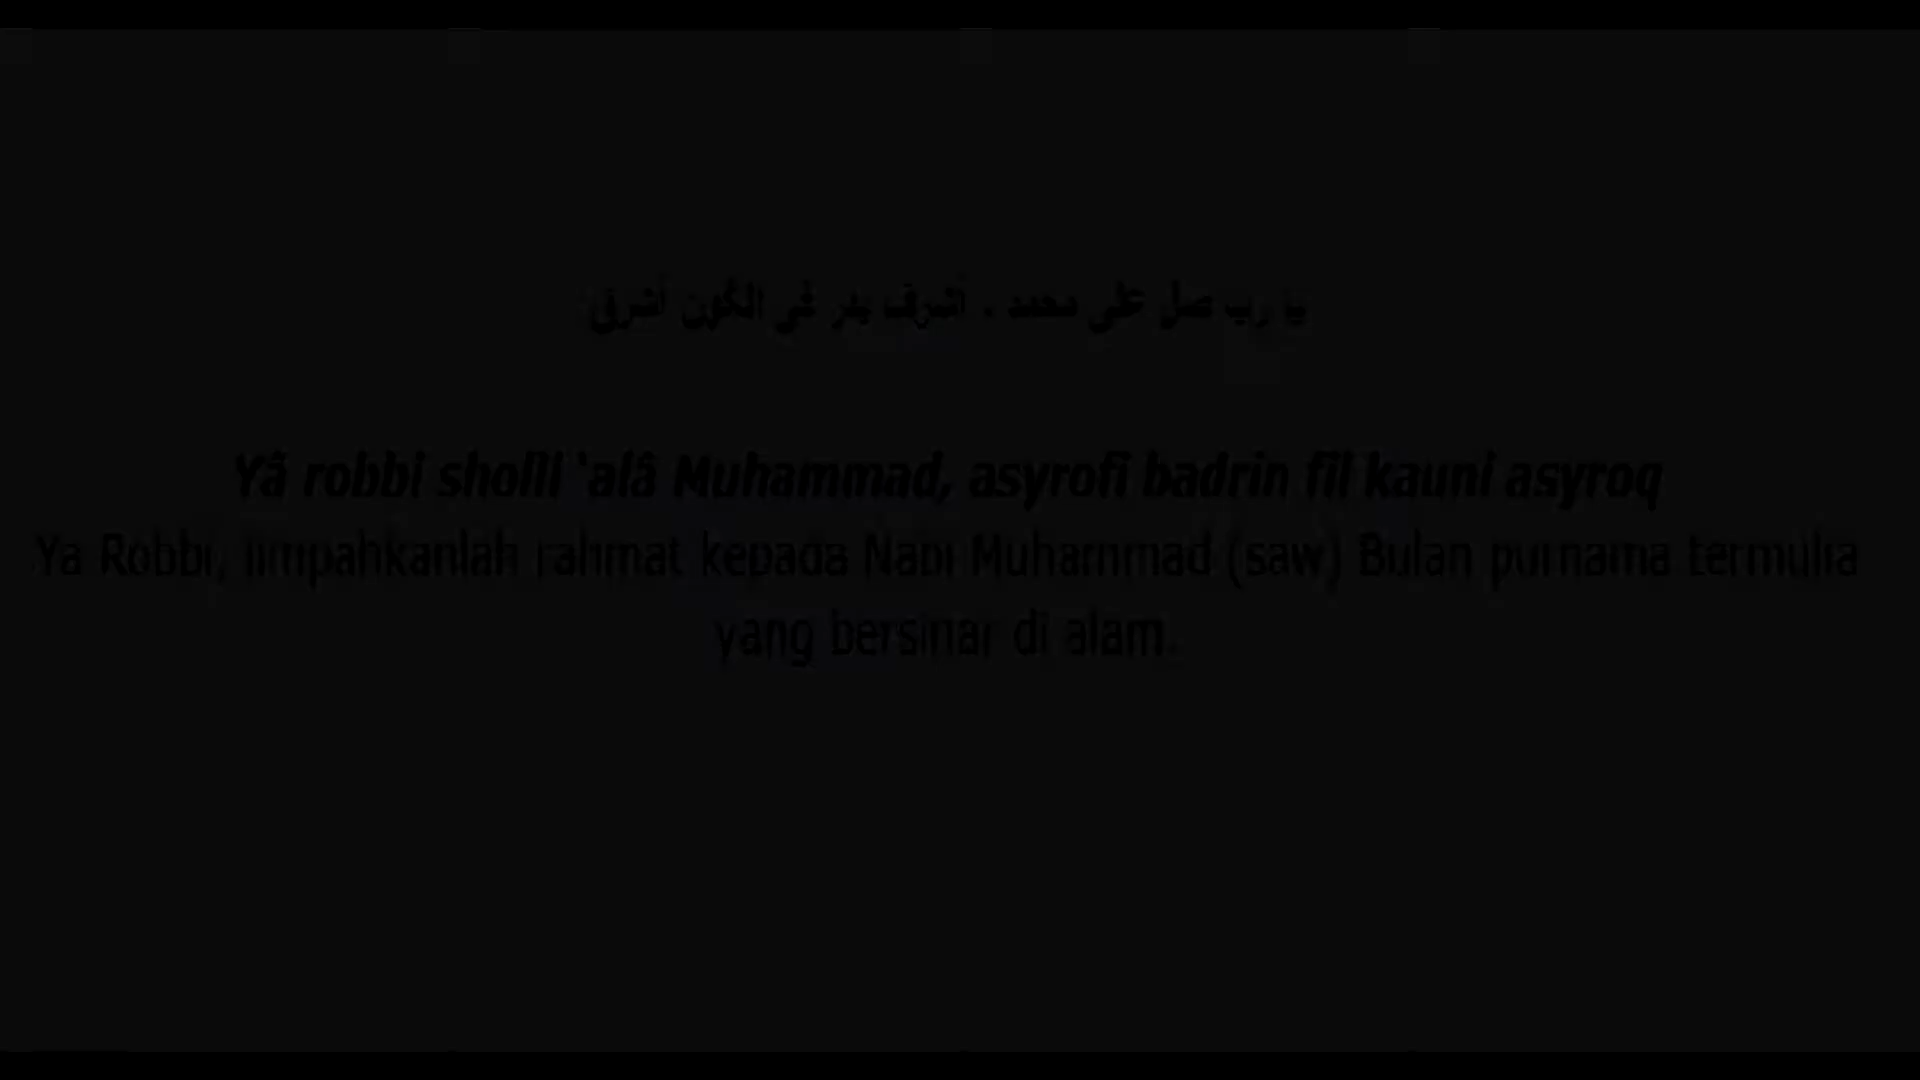 يا رب صل على محمد . أشرف بدر في الكون أشرق
Yâ robbi sholli 'alâ Muhammad, asyrofi badrin fil kauni asyroq
Ya Robbi, limpahkanlah rahmat kepada Nabi Muhammad (saw) Bulan purnama termulia
yang bersinar di alam.